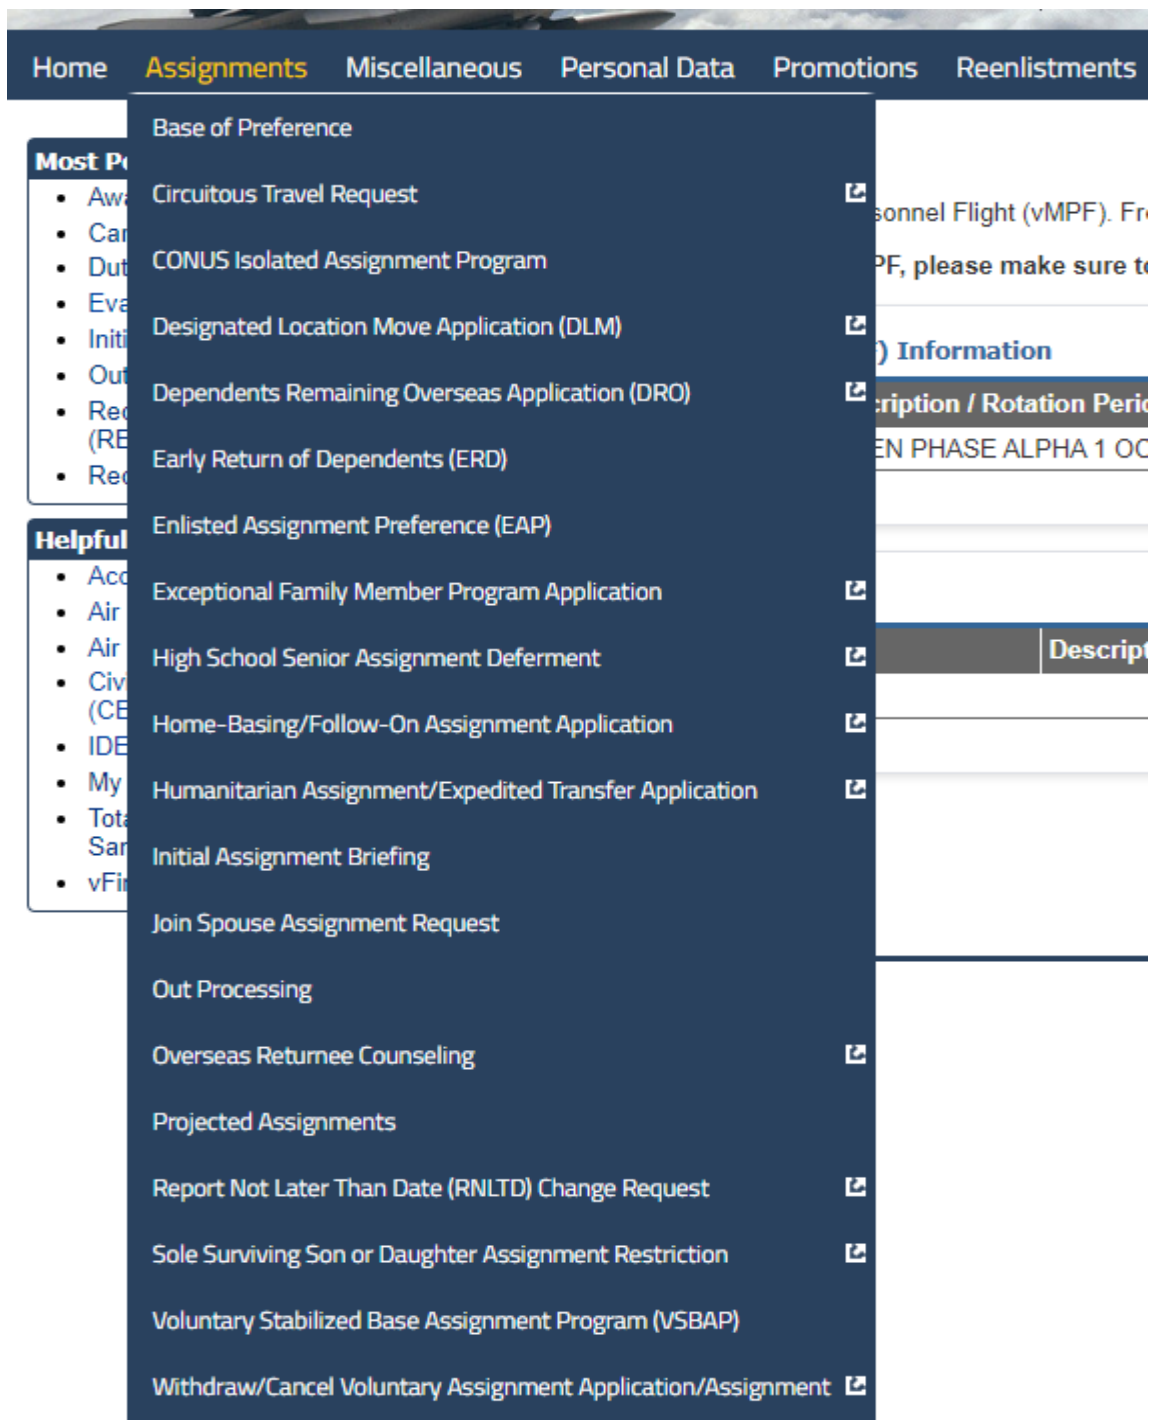 Home Assignments Miscellaneous Personal Data Promotions Reenlistments
Base of Preference
Circuitous Travel Request
CONUS Isolated Assignment Program
Designated Location Move Application (DLM)
Dependents Remaining Overseas Application (DRO)
Early Return of Dependents (ERD)
Enlisted Assignment Preference (EAP)
Exceptional Family Member Program Application
High School Senior Assignment Deferment
Home-Basing/Follow-On Assignment Application
Humanitarian Assignment/Expedited Transfer Application
Initial Assignment Briefing
Join Spouse Assignment Request
Out Processing
Overseas Returnee Counseling
Projected Assignments
Report Not Later Than Date (RNLTD) Change Request
Sole Surviving Son or Daughter Assignment Restriction
Voluntary Stabilized Base Assignment Program (VSBAP)
Withdraw/Cancel Voluntary Assignment Application/Assignment
Most
Helpful
Air
Air
IDE
My
sonnel Flight (vMPF). Fr
PF, please make sure to
) Information
cription / Rotation Peric
EN PHASE ALPHA 1 OC
Descript